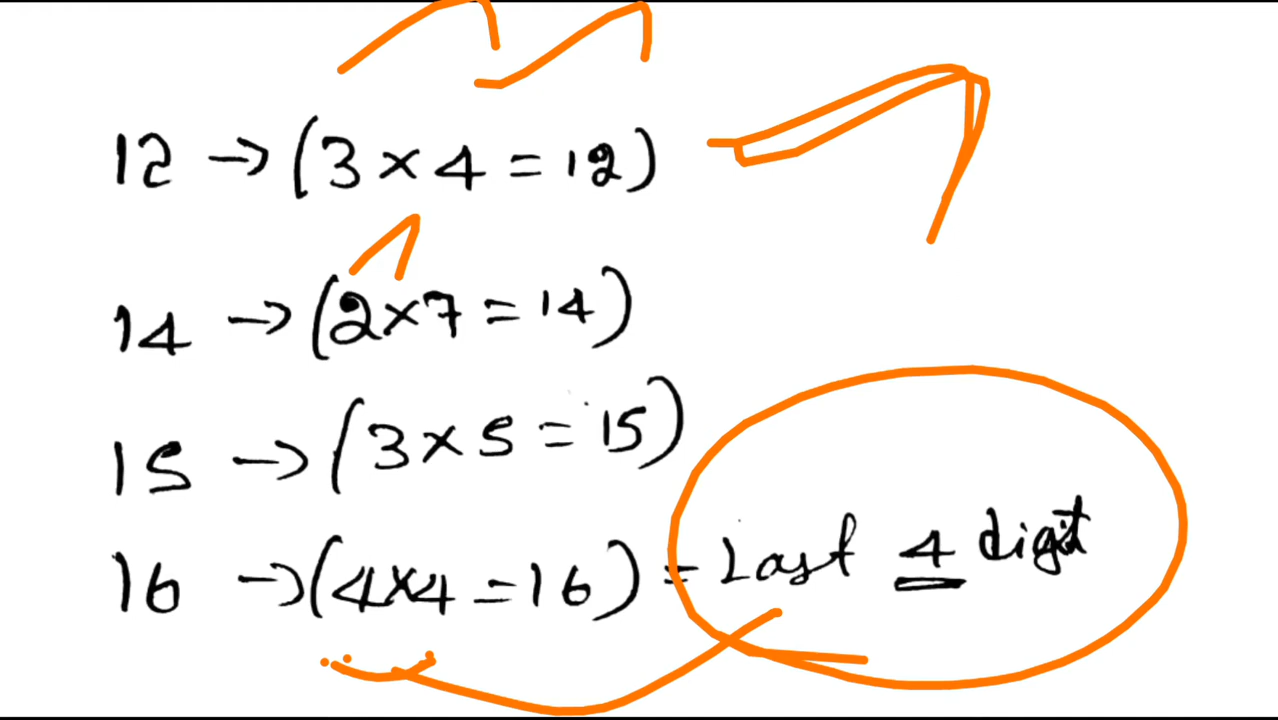 12 → (3 × 4 = 12)
14 → (2×7 = 14)
15 → (3 × 5 = 15)
16 → (4×4 = 16) = Last 4 digit